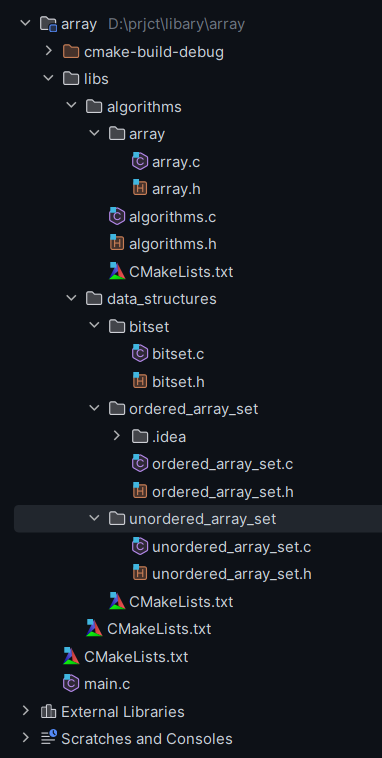 array D:\prjct\libary\array
cmake-build-debug
libs
algorithms
array
array.c
array.h
algorithms.c
algorithms.h
CMakeLists.txt
data_structures
bitset
bitset.c
bitset.h
ordered_array_set
.idea
ordered_array_set.c
ordered_array_set.h
unordered_array_set
unordered_array_set.c
unordered_array_set.h
CMakeLists.txt
CMakeLists.txt
CMakeLists.txt
main.c
External Libraries
Scratches and Consoles